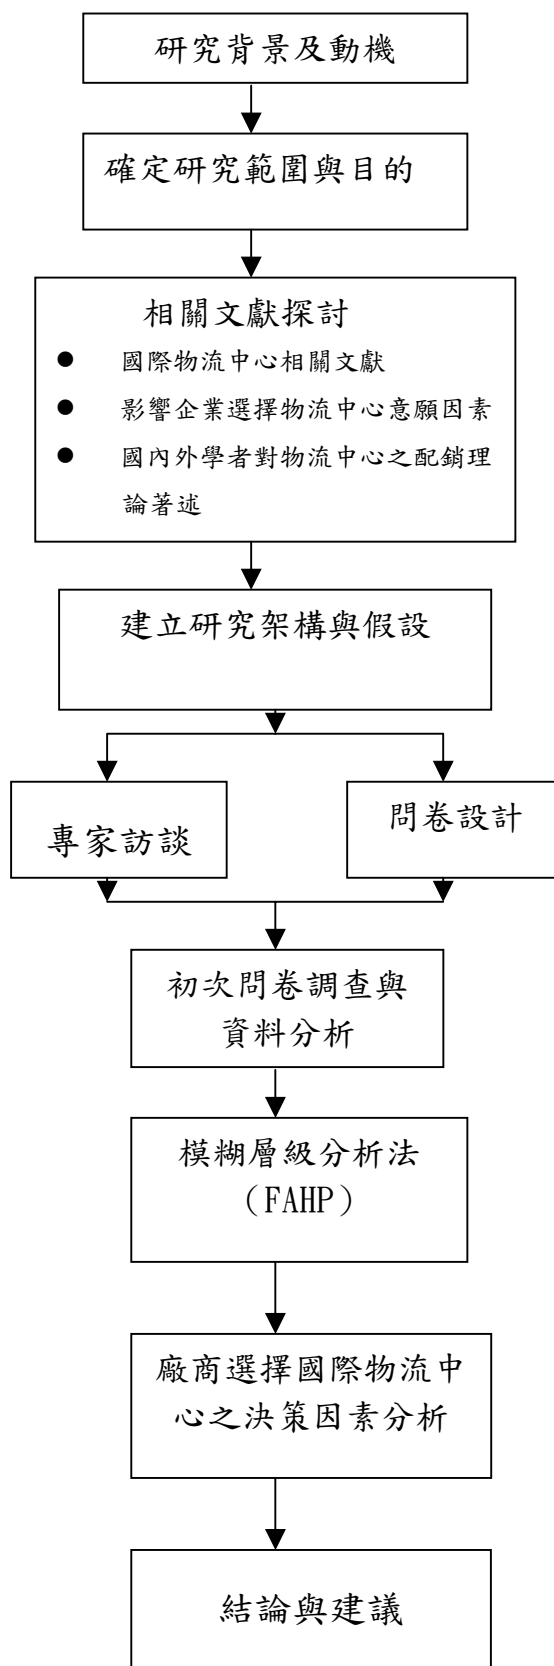 研究背景及動機
確定研究範圍與目的
相關文獻探討
● 國際物流中心相關文獻
● 影響企業選擇物流中心意願因素
● 國內外學者對物流中心之配銷理
論著述
建立研究架構與假設
專家訪談
問卷設計
初次問卷調查與
資料分析
模糊層級分析法
（FAHP）
廠商選擇國際物流中
心之決策因素分析
結論與建議